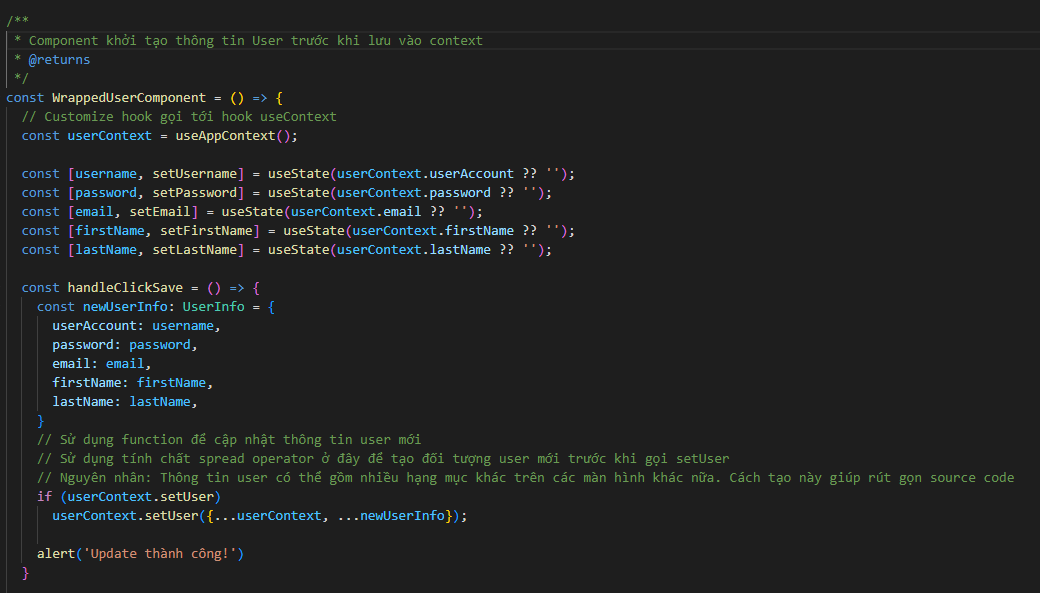 /**
 * Component khởi tạo thông tin User trước khi lưu vào context
 * @returns
 */
const WrappedUserComponent = () => {
  // Customize hook gọi tới hook useContext
  const userContext = useAppContext();

  const [username, setUsername] = useState(userContext.userAccount ?? '');
  const [password, setPassword] = useState(userContext.password ?? '');
  const [email, setEmail] = useState(userContext.email ?? '');
  const [firstName, setFirstName] = useState(userContext.firstName ?? '');
  const [lastName, setLastName] = useState(userContext.lastName ?? '');

  const handleClickSave = () => {
    const newUserInfo: UserInfo = {
      userAccount: username,
      password: password,
      email: email,
      firstName: firstName,
      lastName: lastName,
    }
    // Sử dụng function để cập nhật thông tin user mới
    // Sử dụng tính chất spread operator ở đây để tạo đối tượng user mới trước khi gọi setUser
    // Nguyên nhân: Thông tin user có thể gồm nhiều hạng mục khác trên các màn hình khác nữa. Cách tạo này giúp rút gọn source code
    if (userContext.setUser)
      userContext.setUser({...userContext, ...newUserInfo});

    alert('Update thành công!')
  }